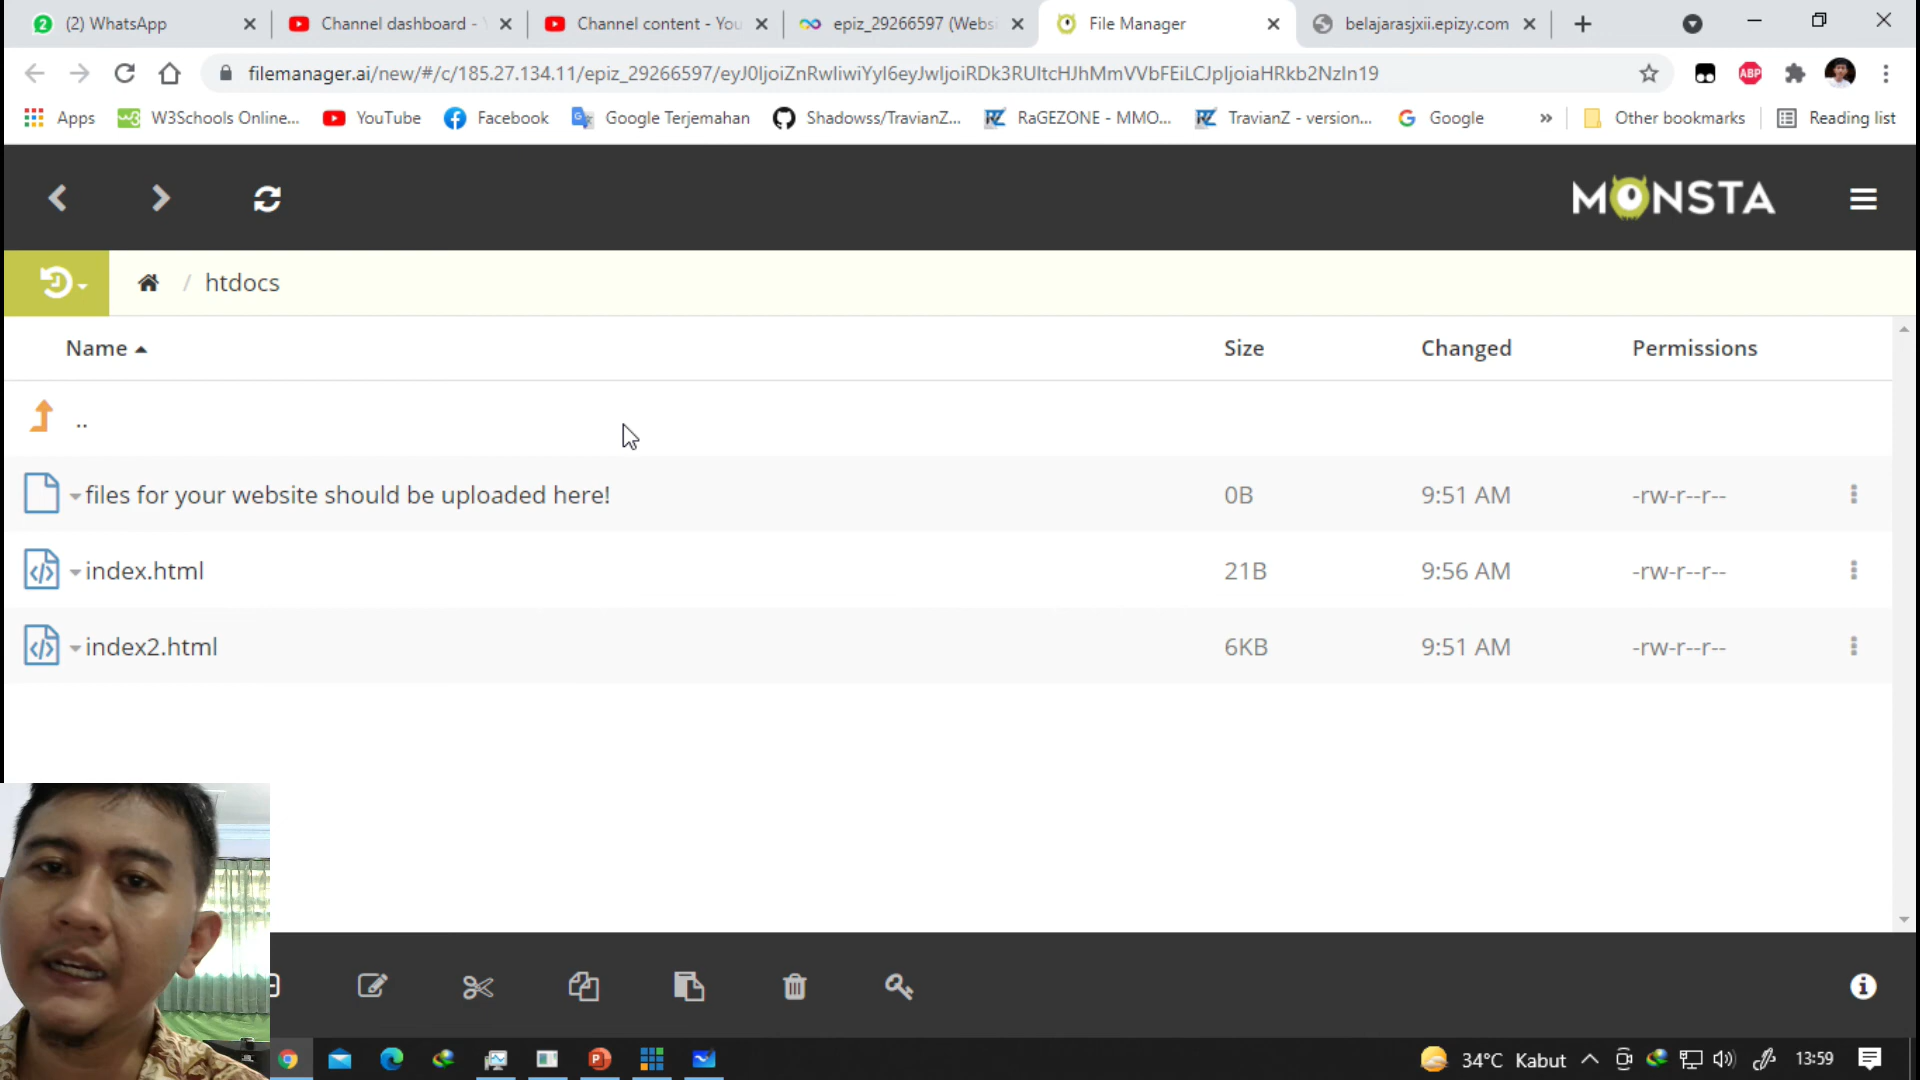 (2) WhatsApp
Channel dashboard -
Channel content - You
epiz_29266597 (Websi
File Manager
belajarasjxii.epizy.com
filemanager.ai/new/#/c/185.27.134.11/epiz_29266597/eyJ0IjoiZnRwIiwiYyI6eyJwIjoiRDk3RUltcHJhMmVVbFEiLCJpIjoiaHRkb2NzIn19
ABP
Apps
W3Schools Online...
YouTube
Facebook
Google Terjemahan
Shadowss/TravianZ...
RaGEZONE - MMO...
TravianZ - version...
Google
»
Other bookmarks
Reading list
MONSTA
/ htdocs
Name
Size
Changed
Permissions
..
files for your website should be uploaded here!
0B
9:51 AM
-rw-r--r--
index.html
21B
9:56 AM
-rw-r--r--
index2.html
6KB
9:51 AM
-rw-r--r--
34°C Kabut
13:59